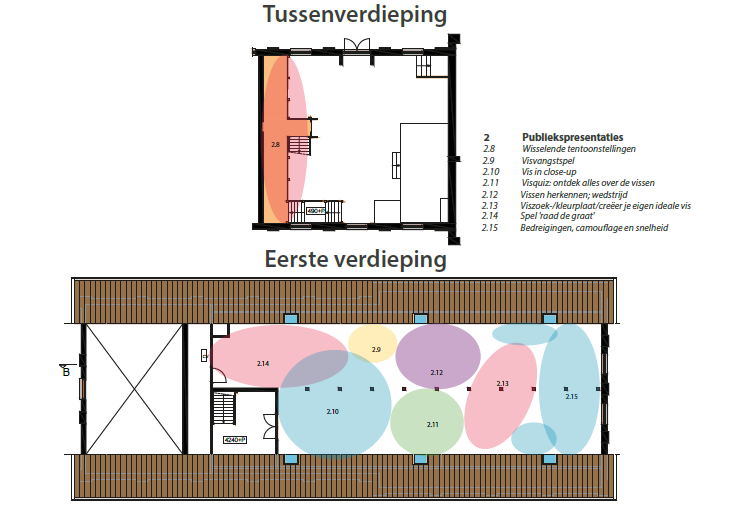 Tussenverdieping
2.8
490+P
2 Publiekspresentaties
2.8 Wisselende tentoonstellingen
2.9 Visvangstspel
2.10 Vis in close-up
2.11 Visquiz: ontdek alles over de vissen
2.12 Vissen herkennen; wedstrijd
2.13 Viszoek-/kleurplaat/creëer je eigen ideale vis
2.14 Spel 'raad de graat'
2.15 Bedreigingen, camouflage en snelheid
Eerste verdieping
B
2.14
2.9
2.12
2.13
2.15
2.10
2.11
4240+P